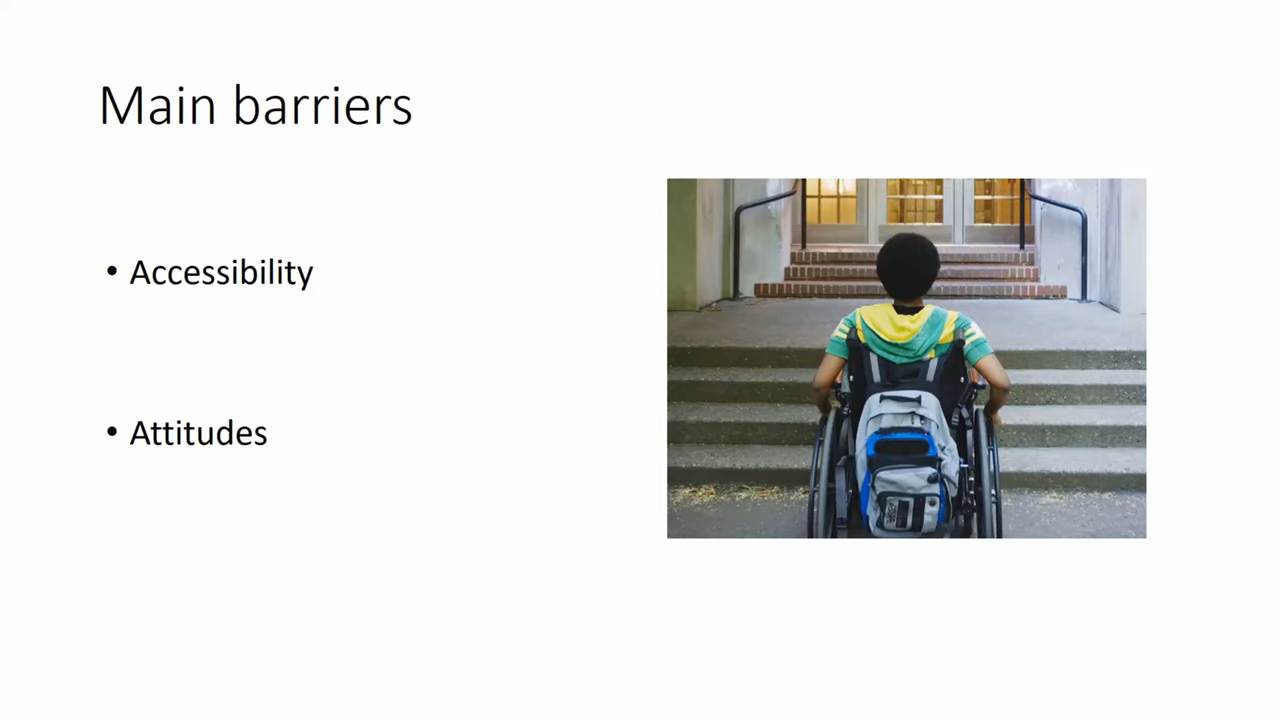 Main barriers
• Accessibility
• Attitudes